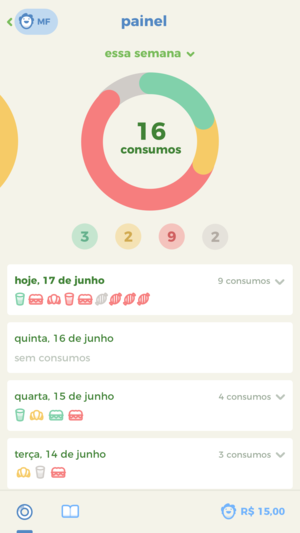 MF
painel
essa semana
16
consumos
3 2 9 2
hoje, 17 de junho 9 consumos
quinta, 16 de junho
sem consumos
quarta, 15 de junho 4 consumos
terça, 14 de junho 3 consumos
R$ 15,00